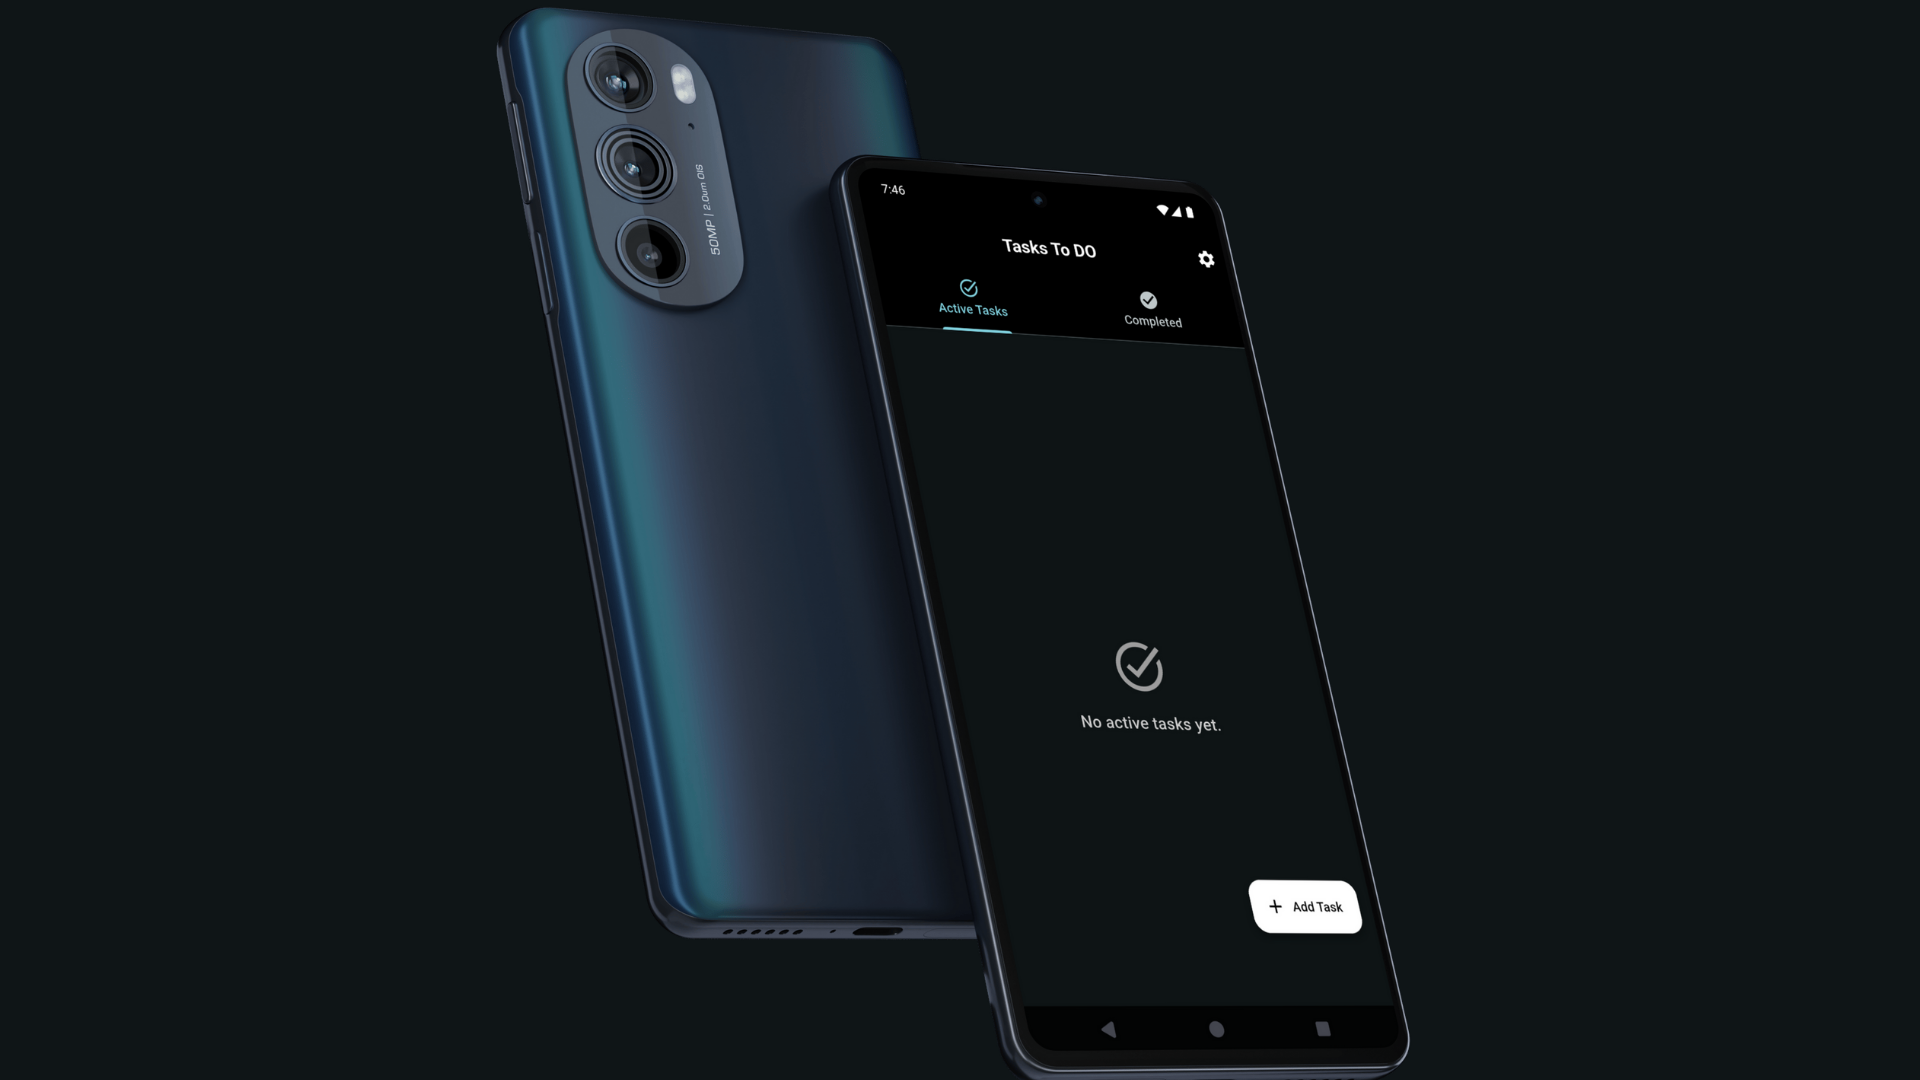 50MP | 2.0um OIS
7:46
Tasks To DO
Active Tasks
Completed
No active tasks yet.
+ Add Task